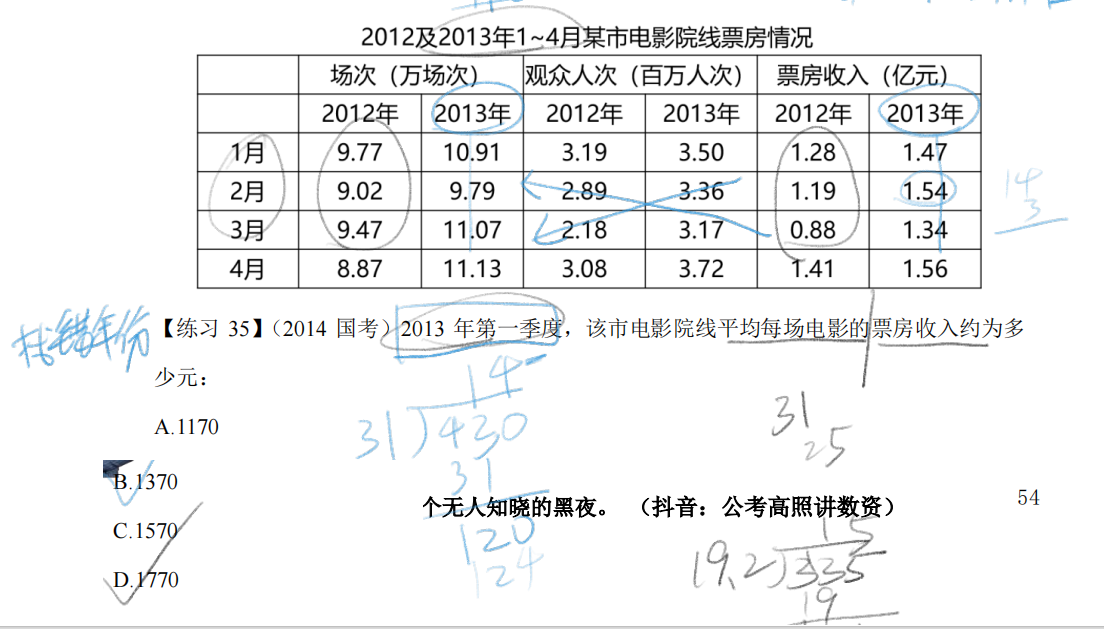 2012及2013年1~4月某市电影院线票房情况
场次（万场次） 观众人次（百万人次） 票房收入（亿元）
2012年 2013年 2012年 2013年 2012年 2013年
1月 9.77 10.91 3.19 3.50 1.28 1.47
2月 9.02 9.79 2.89 3.36 1.19 1.54
3月 9.47 11.07 2.18 3.17 0.88 1.34
4月 8.87 11.13 3.08 3.72 1.41 1.56
14
3
找错年份
【练习 35】（2014 国考）2013 年第一季度，该市电影院线平均每场电影的票房收入约为多
少元：
14
31)430
31
120
124
A.1170
31
25
B.1370
个无人知晓的黑夜。 （抖音：公考高照讲数资）
54
C.1570
15
19.2)335
19
D.1770